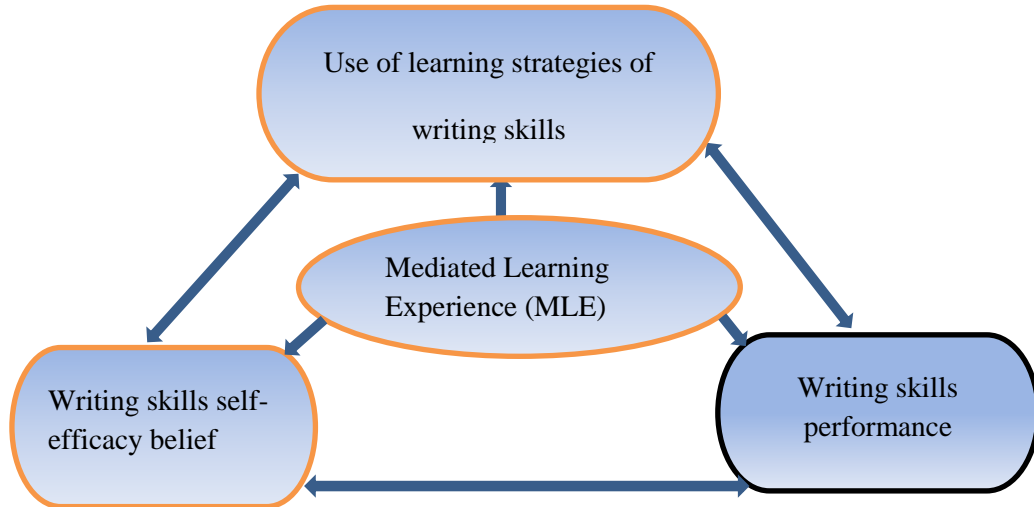 Use of learning strategies of
writing skills
Mediated Learning
Experience (MLE)
Writing skills self-
efficacy belief
Writing skills
performance